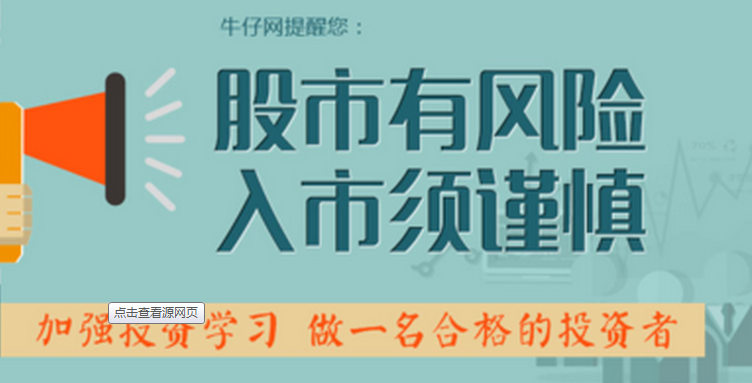 牛仔网提醒您：
股市有风险
入市须谨慎
点击查看源网页
加强投资学习 做一名合格的投资者